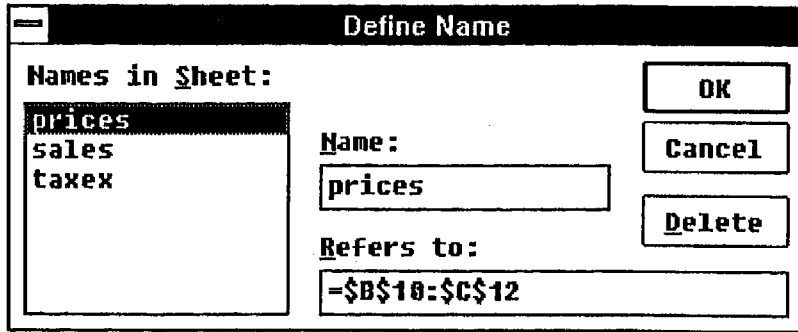 Define Name
Names in Sheet:
prices
sales
taxex
Name:
prices
Refers to:
=$B$10:$C$12
OK
Cancel
Delete